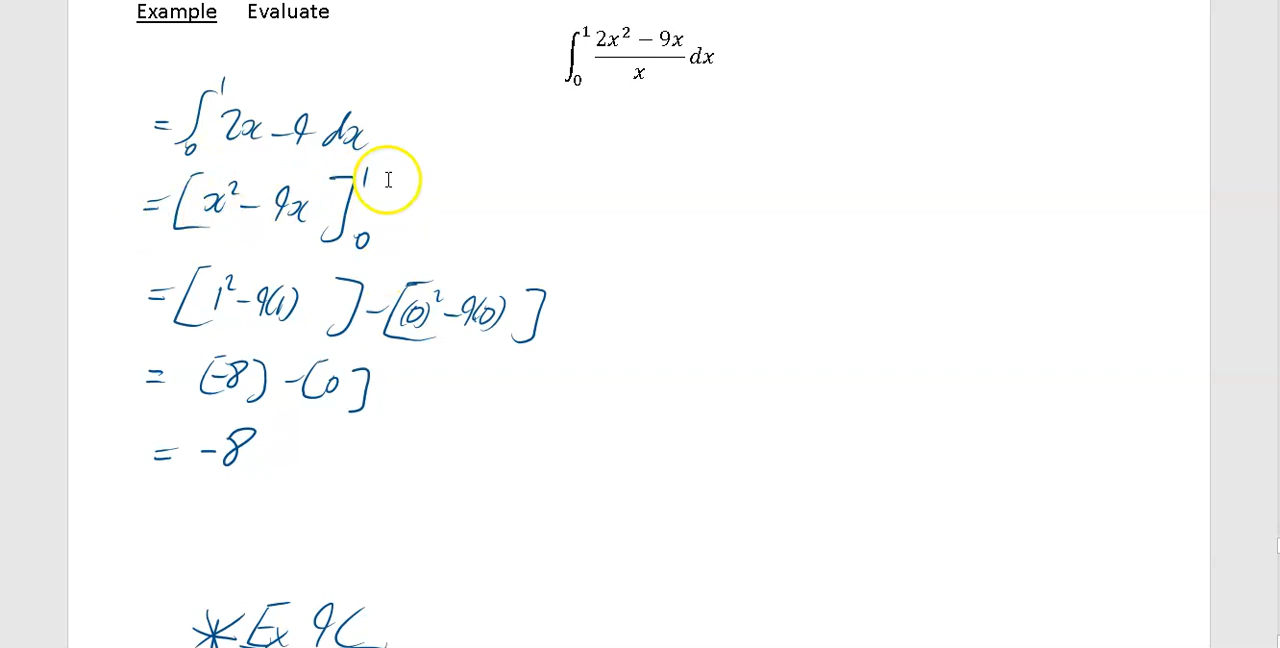 Example Evaluate
∫₀¹ (2x² − 9x)/x dx
= ∫₀¹ 2x − 9 dx
= [x² − 9x]₀¹
= [1² − 9(1)] − [(0)² − 9(0)]
= (−8) − [0]
= −8
*Ex 9C